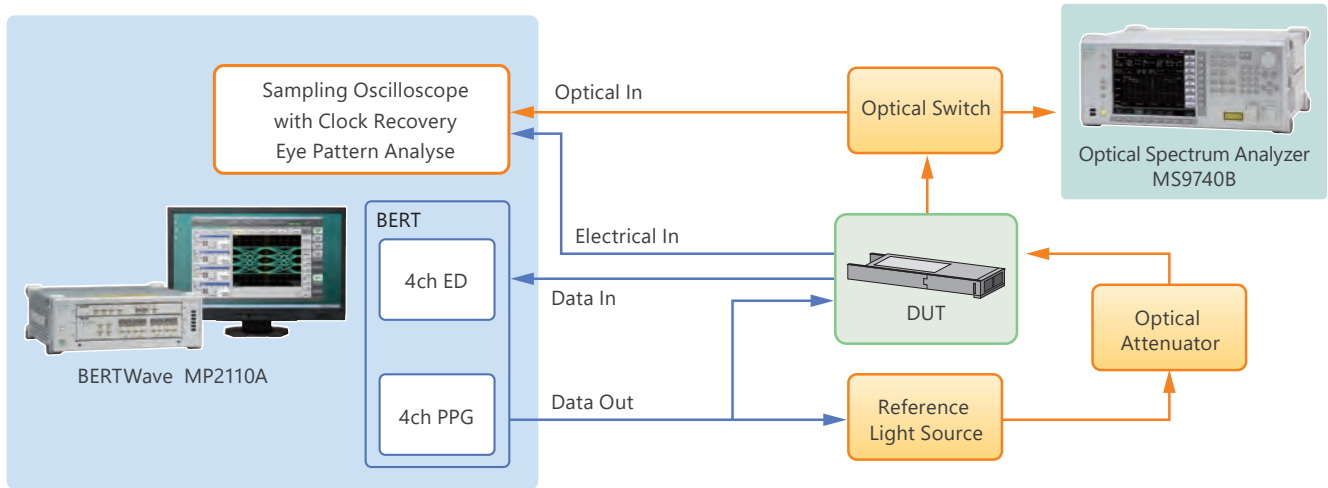 Sampling Oscilloscope
with Clock Recovery
Eye Pattern Analyse
Optical In
Optical Switch
Optical Spectrum Analyzer
MS9740B
BERT
4ch ED
Electrical In
Data In
DUT
Optical
Attenuator
BERTWave MP2110A
4ch PPG
Data Out
Reference
Light Source